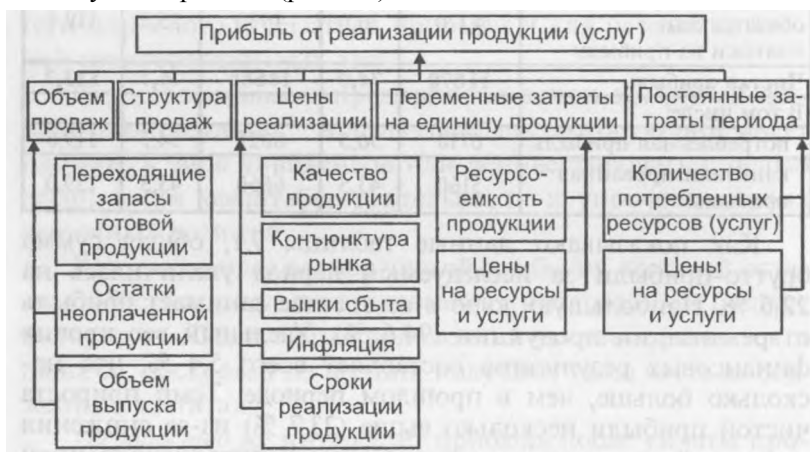 Прибыль от реализации продукции (услуг)
Объем
продаж
Структура
продаж
Цены
реализации
Переменные затраты
на единицу продукции
Постоянные за-
траты периода
Переходящие
запасы
продукции
Остатки
неоплаченной
продукции
Объем
выпуска
продукции
Качество
продукции
Конъюнктура
рынка
Рынки сбыта
Инфляция
Сроки
реализации
продукции
Ресурсо-
емкость
продукции
Цены
на ресурсы
и услуги
Количество
потребленных
ресурсов (услуг)
Цены
на ресурсы
и услуги